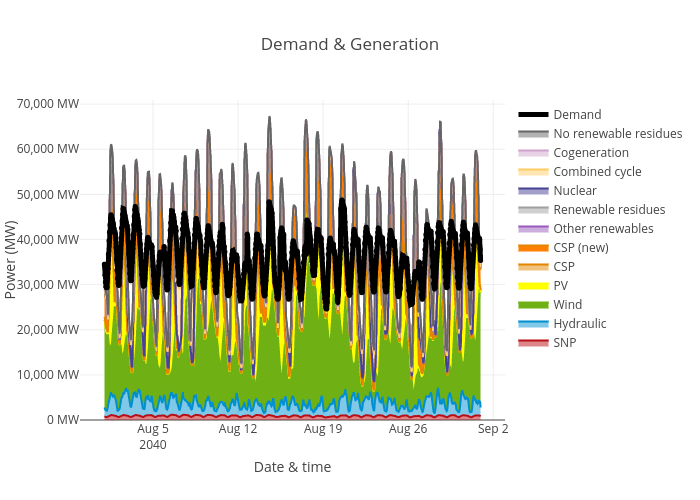 Demand & Generation
70,000 MW
60,000 MW
50,000 MW
40,000 MW
30,000 MW
20,000 MW
10,000 MW
0 MW
Power (MW)
Aug 5
2040
Aug 12
Aug 19
Aug 26
Sep 2
Date & time
Demand
No renewable residues
Cogeneration
Combined cycle
Nuclear
Renewable residues
Other renewables
CSP (new)
CSP
PV
Wind
Hydraulic
SNP